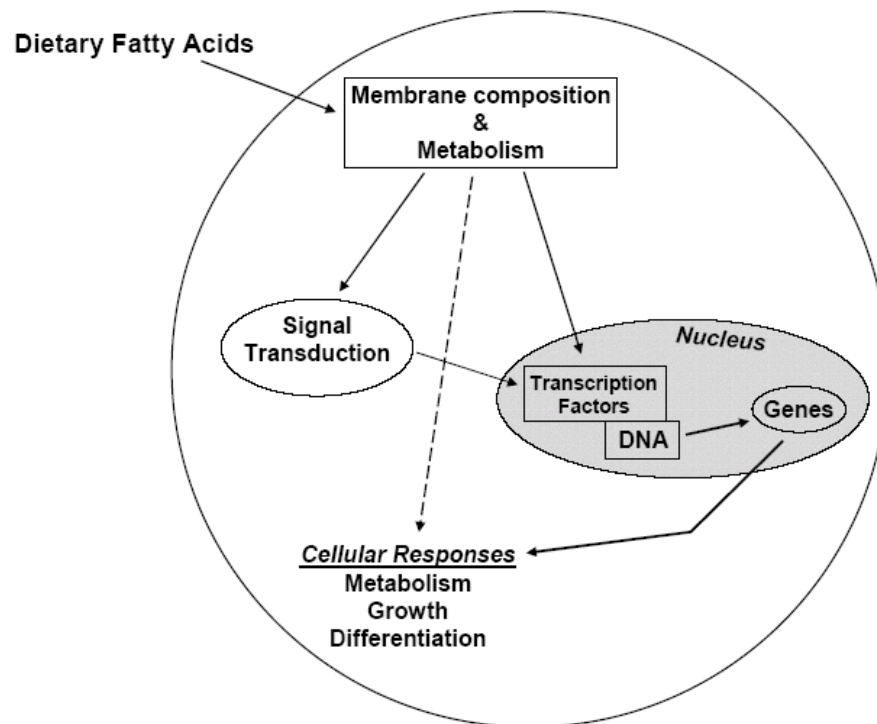 Dietary Fatty Acids
Membrane composition
&
Metabolism
Signal
Transduction
Nucleus
Transcription
Factors
DNA
Genes
Cellular Responses
Metabolism
Growth
Differentiation